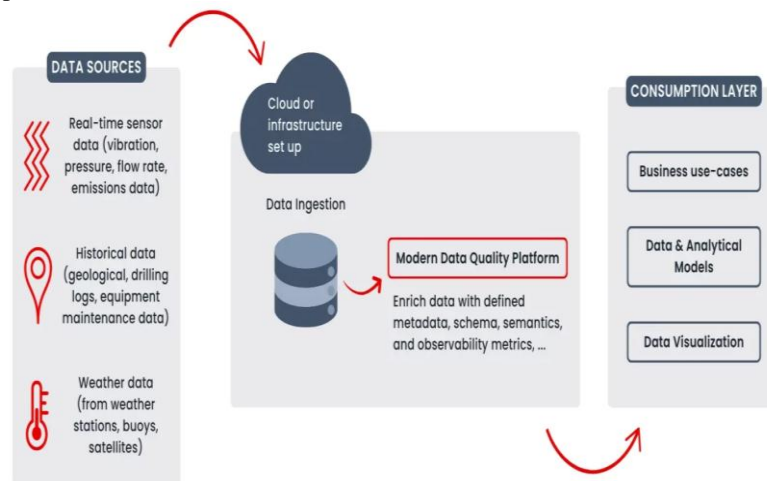 DATA SOURCES
Real-time sensor
data (vibration,
pressure, flow rate,
emissions data)
Historical data
(geological, drilling
logs, equipment
maintenance data)
Weather data
(from weather
stations, buoys,
satellites)
Cloud or
infrastructure
set up
Data Ingestion
Modern Data Quality Platform
Enrich data with defined
metadata, schema, semantics,
and observability metrics, ...
CONSUMPTION LAYER
Business use-cases
Data & Analytical
Models
Data Visualization